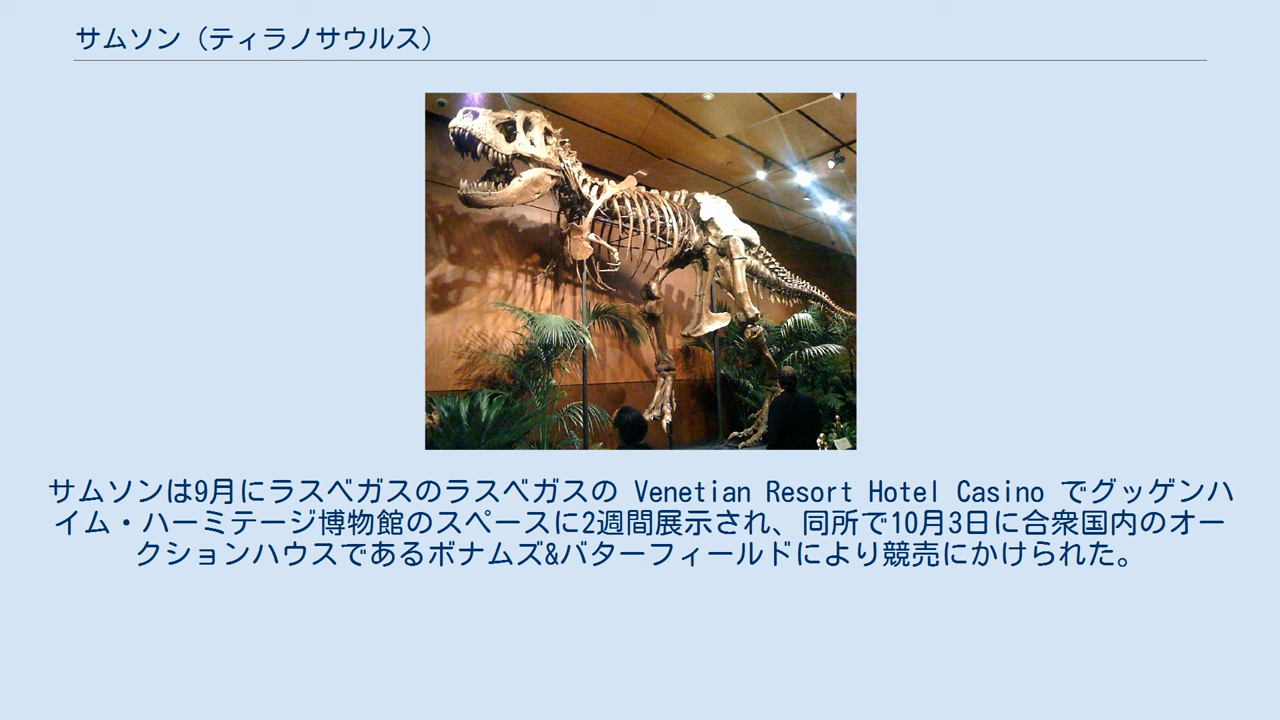 サムソン（ティラノサウルス）
サムソンは9月にラスベガスのラスベガスの Venetian Resort Hotel Casino でグッゲンハ
イム・ハーミテージ博物館のスペースに2週間展示され、同所で10月3日に合衆国内のオー
クションハウスであるボナムズ&バターフィールドにより競売にかけられた。